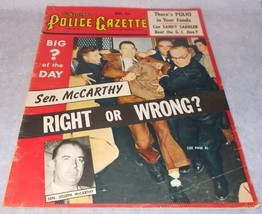 POLICE GAZETTE
There's POLIO
in Your Foods
Can SANDY SADDLER
Beat the G.I. Jinx?
BIG
?
of the
DAY
Sen. McCARTHY
RIGHT OR WRONG?
SEN. JOSEPH McCARTHY